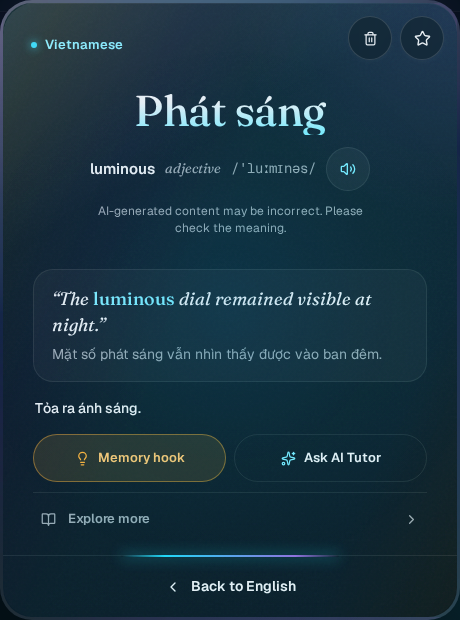 Vietnamese
Phát sáng
luminous adjective /ˈluːmɪnəs/
AI-generated content may be incorrect. Please
check the meaning.
“The luminous dial remained visible at
night.”
Mặt số phát sáng vẫn nhìn thấy được vào ban đêm.
Tỏa ra ánh sáng.
Memory hook
Ask AI Tutor
Explore more
Back to English